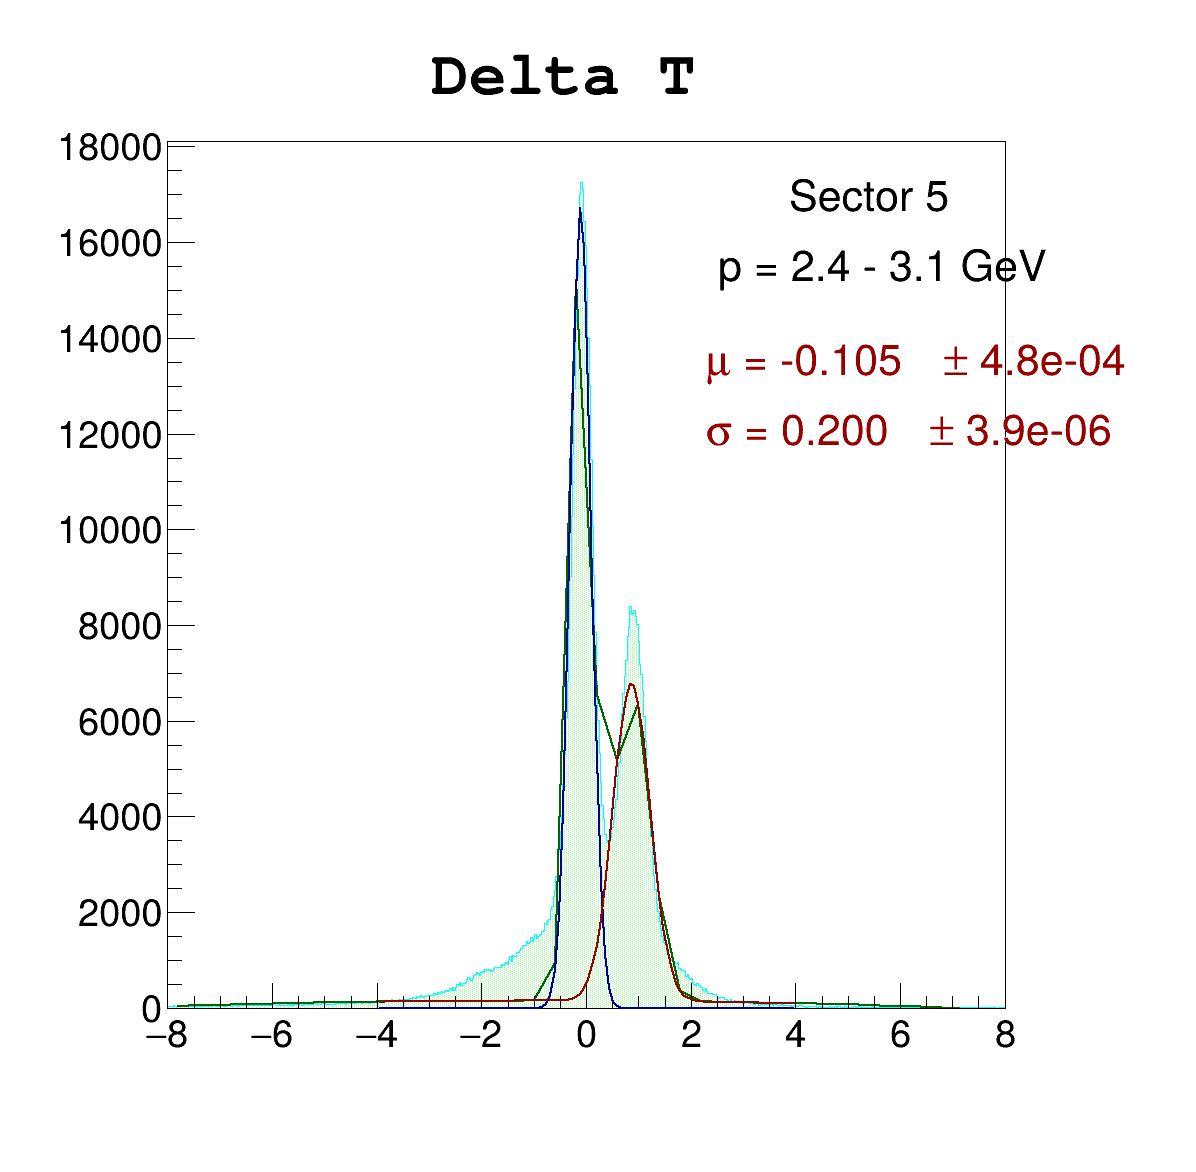 Delta T
18000
16000
14000
12000
10000
8000
6000
4000
2000
0
Sector 5
p = 2.4 - 3.1 GeV
μ = -0.105 ± 4.8e-04
σ = 0.200 ± 3.9e-06
−8 −6 −4 −2 0 2 4 6 8